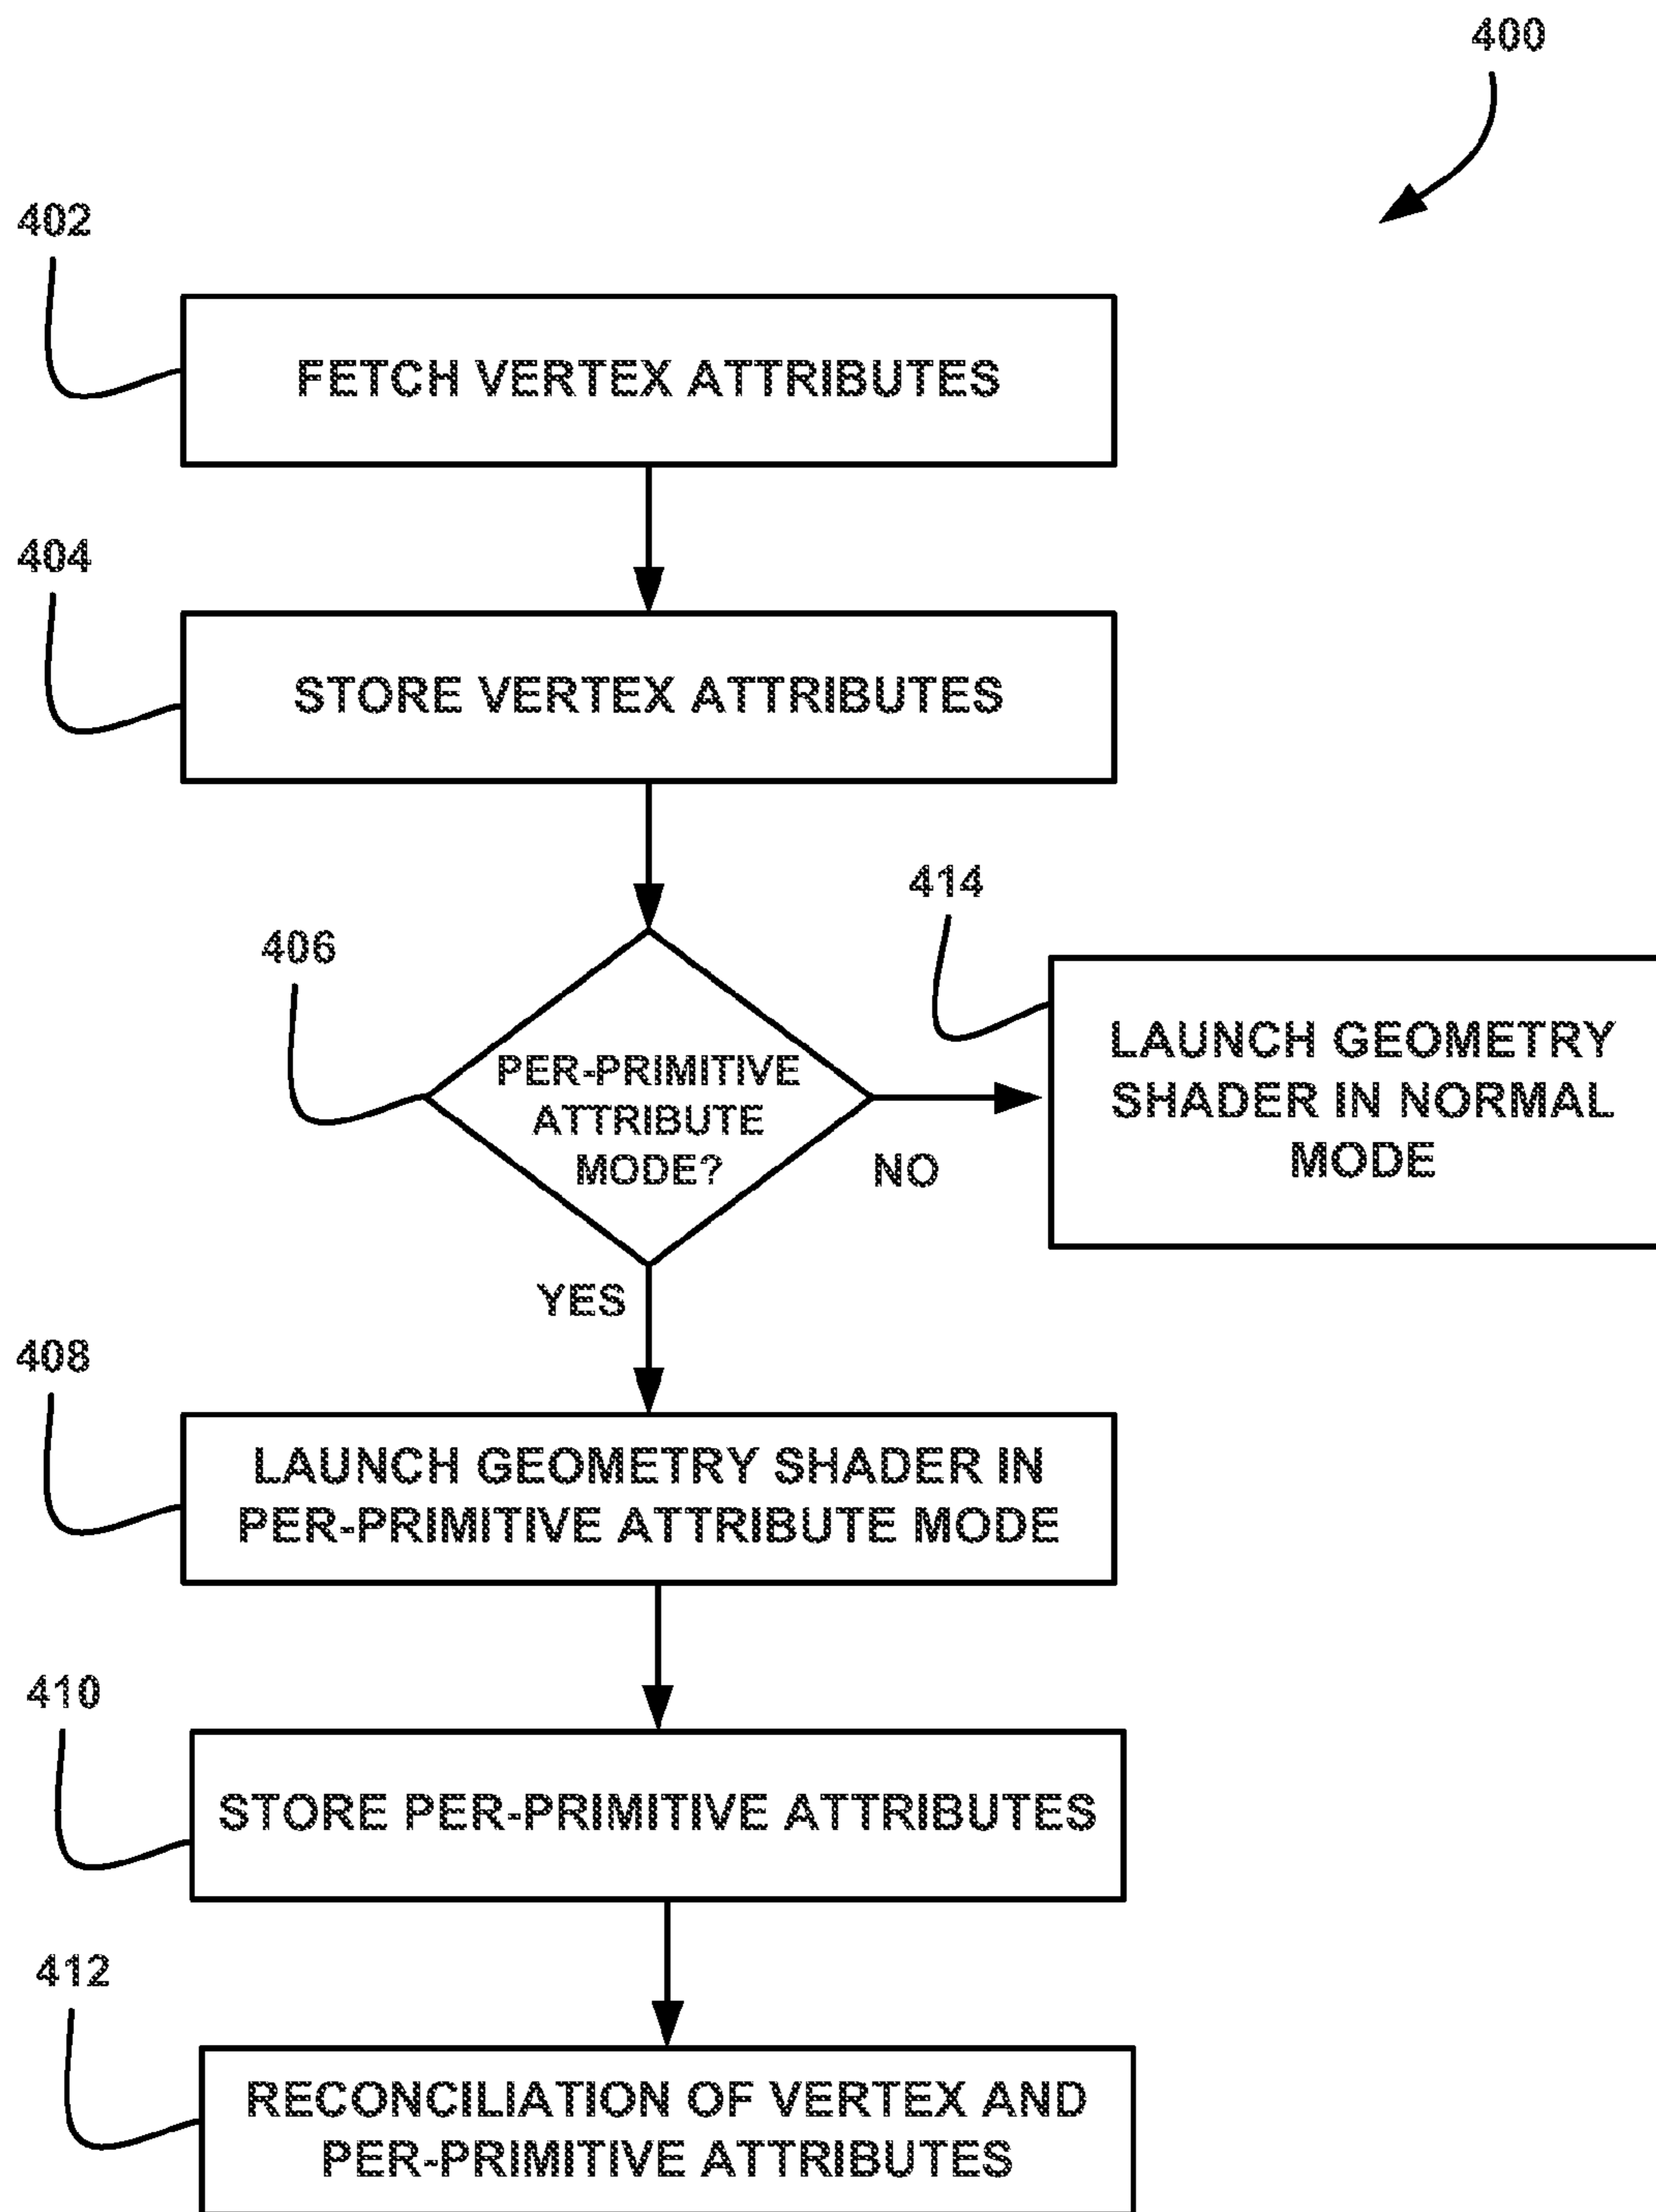 400
402
FETCH VERTEX ATTRIBUTES
404
STORE VERTEX ATTRIBUTES
414
406
PER-PRIMITIVE
ATTRIBUTE
MODE?
NO
LAUNCH GEOMETRY
SHADER IN NORMAL
MODE
YES
408
LAUNCH GEOMETRY SHADER IN
PER-PRIMITIVE ATTRIBUTE MODE
410
STORE PER-PRIMITIVE ATTRIBUTES
412
RECONCILIATION OF VERTEX AND
PER-PRIMITIVE ATTRIBUTES